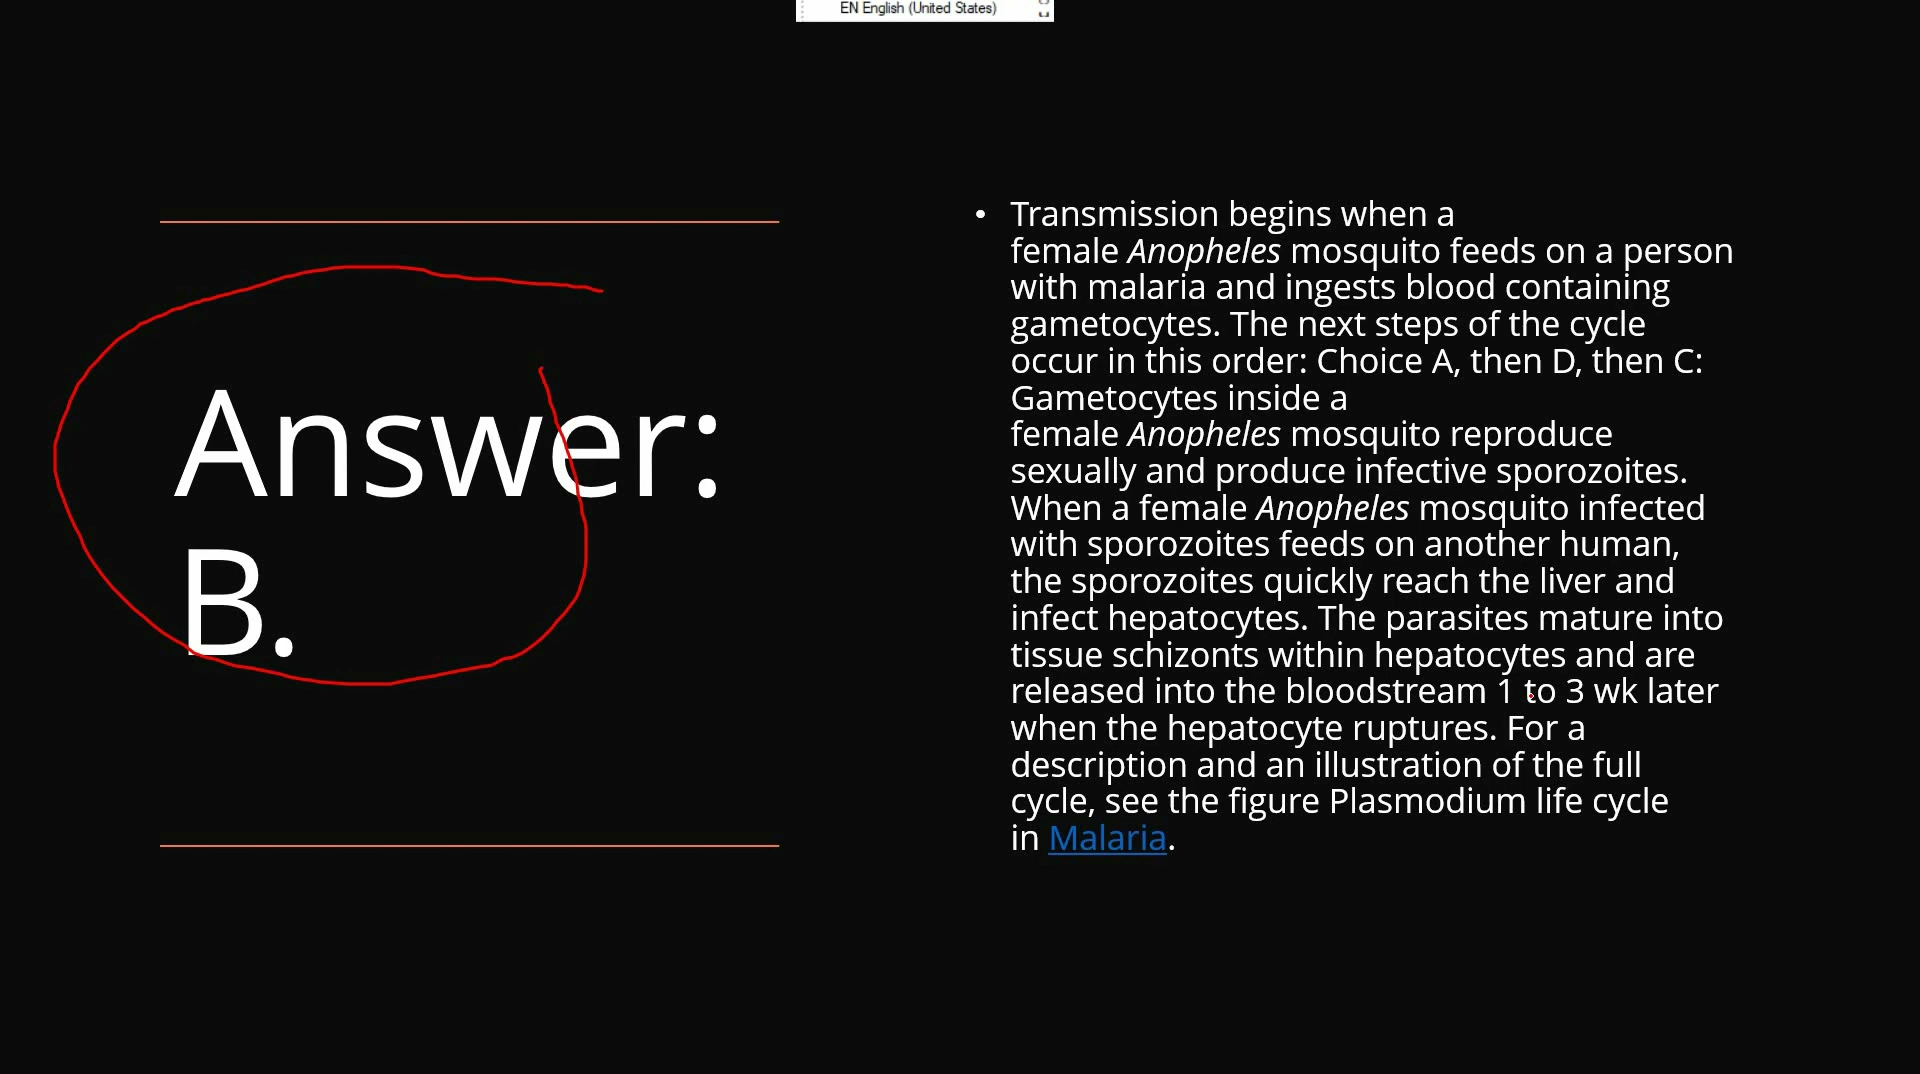 EN English (United States)
Answer:
B.
• Transmission begins when a
female Anopheles mosquito feeds on a person
with malaria and ingests blood containing
gametocytes. The next steps of the cycle
occur in this order: Choice A, then D, then C:
Gametocytes inside a
female Anopheles mosquito reproduce
sexually and produce infective sporozoites.
When a female Anopheles mosquito infected
with sporozoites feeds on another human,
the sporozoites quickly reach the liver and
infect hepatocytes. The parasites mature into
tissue schizonts within hepatocytes and are
released into the bloodstream 1 to 3 wk later
when the hepatocyte ruptures. For a
description and an illustration of the full
cycle, see the figure Plasmodium life cycle
in Malaria.